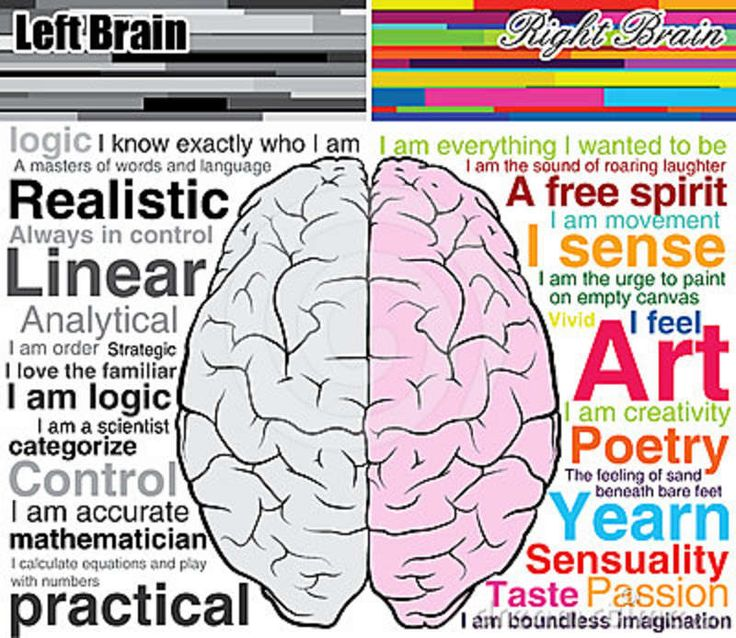 Left Brain
logic I know exactly who I am
A masters of words and language
Realistic
Always in control
Linear
Analytical
I am order Strategic
I love the familiar
I am logic
I am a scientist
categorize
Control
I am accurate
mathematician
I calculate equations and play
with numbers
practical
Right Brain
I am everything I wanted to be
I am the sound of roaring laughter
A free spirit
I am movement
I sense
I am the urge to paint
on empty canvas
Vivid I feel
Art
I am creativity
Poetry
The feeling of sand
beneath bare feet
Yearn
Sensuality
Taste Passion
I am boundless imagination